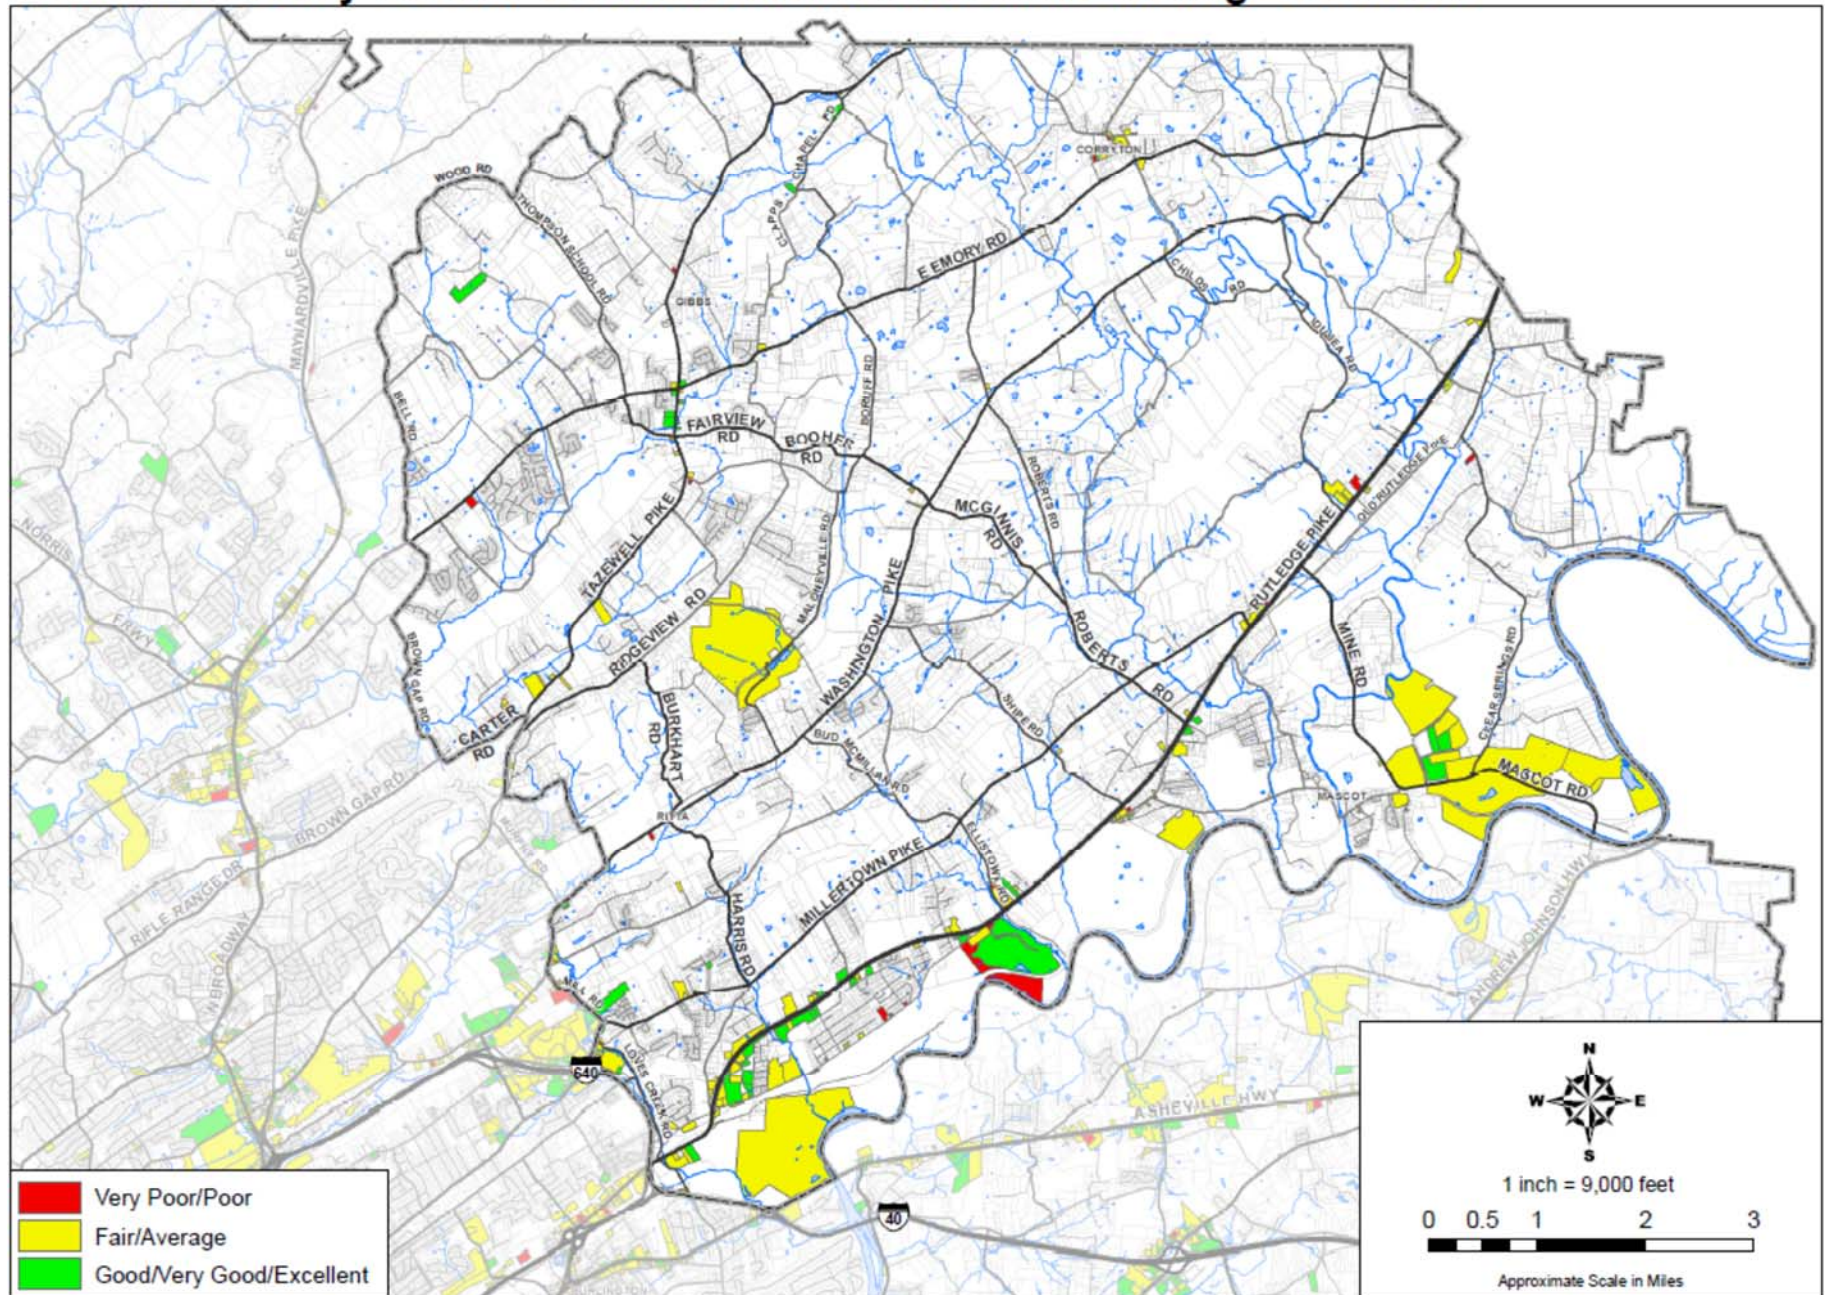 WOOD RD
THOMPSON SCHOOL RD
CLAPPS
CHAPEL RD
CORRYTON
MAYNARDVILLE PIKE
GIBBS
E EMORY RD
CHILDS
RD
BELL RD
BORUFF RD
FAIRVIEW
RD
BOOHER
RD
ROBERTS RD
OLD RUTLEDGE PIKE
MCGINNIS
RD
NORRIS
FRWY
TAZEWELL PIKE
MALONEYVILLE RD
WASHINGTON PIKE
RUTLEDGE PIKE
RIDGEVIEW RD
ROBERTS
RD
MINE RD
BROWN GAP RD
CARTER
RD
BURKHART
RD
SHIPE RD
BUD MCMILLAN RD
MASCOT RD
MASCOT
BROWN GAP RD
RITTA
RIFLE RANGE DR
MILLERTOWN PIKE
HARRIS RD
ANDREW JOHNSON HWY
N BROADWAY
MILL RD
640
LOVES CREEK RD
ASHEVILLE HWY
40
BURLINGTON
Very Poor/Poor
Fair/Average
Good/Very Good/Excellent
N
W E
S
1 inch = 9,000 feet
0 0.5 1 2 3
Approximate Scale in Miles